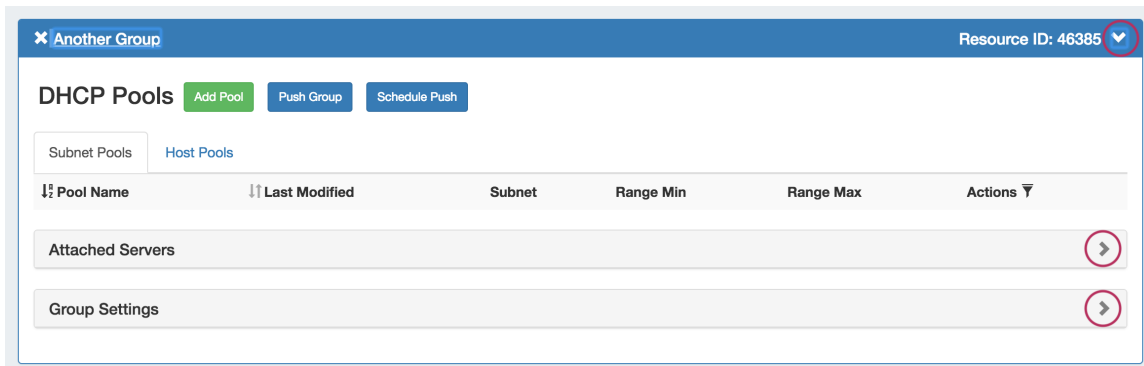 Another Group Resource ID: 46385
DHCP Pools Add Pool Push Group Schedule Push
Subnet Pools Host Pools
Pool Name Last Modified Subnet Range Min Range Max Actions
Attached Servers
Group Settings